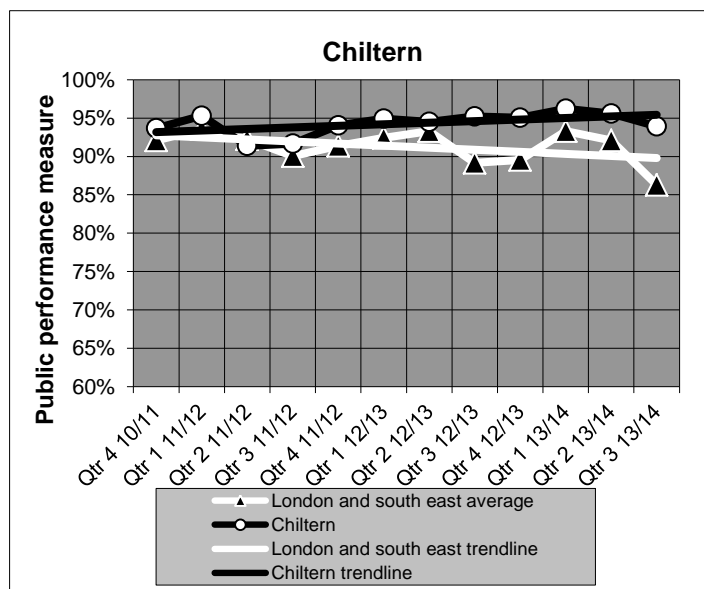 Chiltern
Public performance measure
100%
95%
90%
85%
80%
75%
70%
65%
60%
Qtr 4 10/11
Qtr 1 11/12
Qtr 2 11/12
Qtr 3 11/12
Qtr 4 11/12
Qtr 1 12/13
Qtr 2 12/13
Qtr 3 12/13
Qtr 4 12/13
Qtr 1 13/14
Qtr 2 13/14
Qtr 3 13/14
London and south east average
Chiltern
London and south east trendline
Chiltern trendline